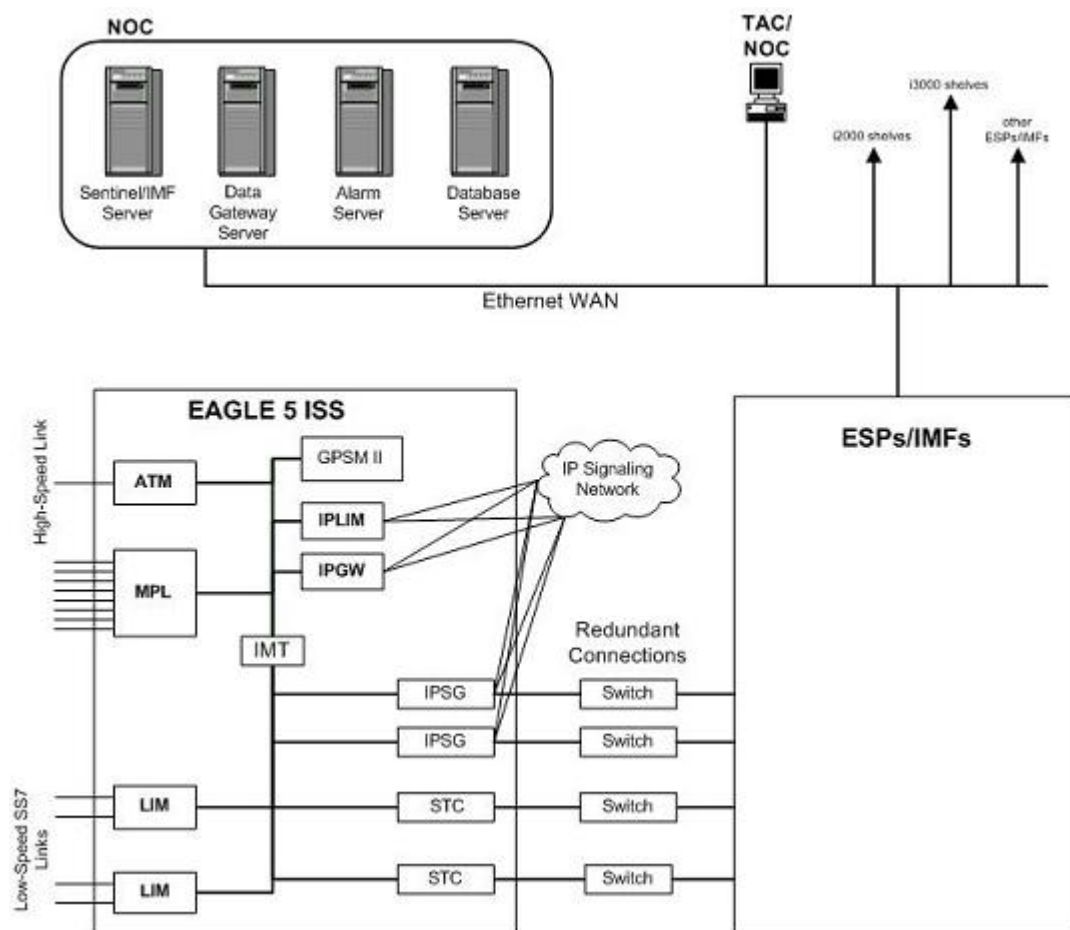 NOC
TAC/
NOC
Sentinel/IMF
Server
Data
Gateway
Server
Alarm
Server
Database
Server
i2000 shelves
i3000 shelves
other
ESPs/IMFs
Ethernet WAN
EAGLE 5 ISS
ESPs/IMFs
High-Speed Link
ATM
GPSM II
IP Signaling
Network
IPLIM
MPL
IPGW
IMT
Redundant
Connections
IPSG
Switch
IPSG
Switch
Low-Speed SS7
Links
LIM
STC
Switch
LIM
STC
Switch